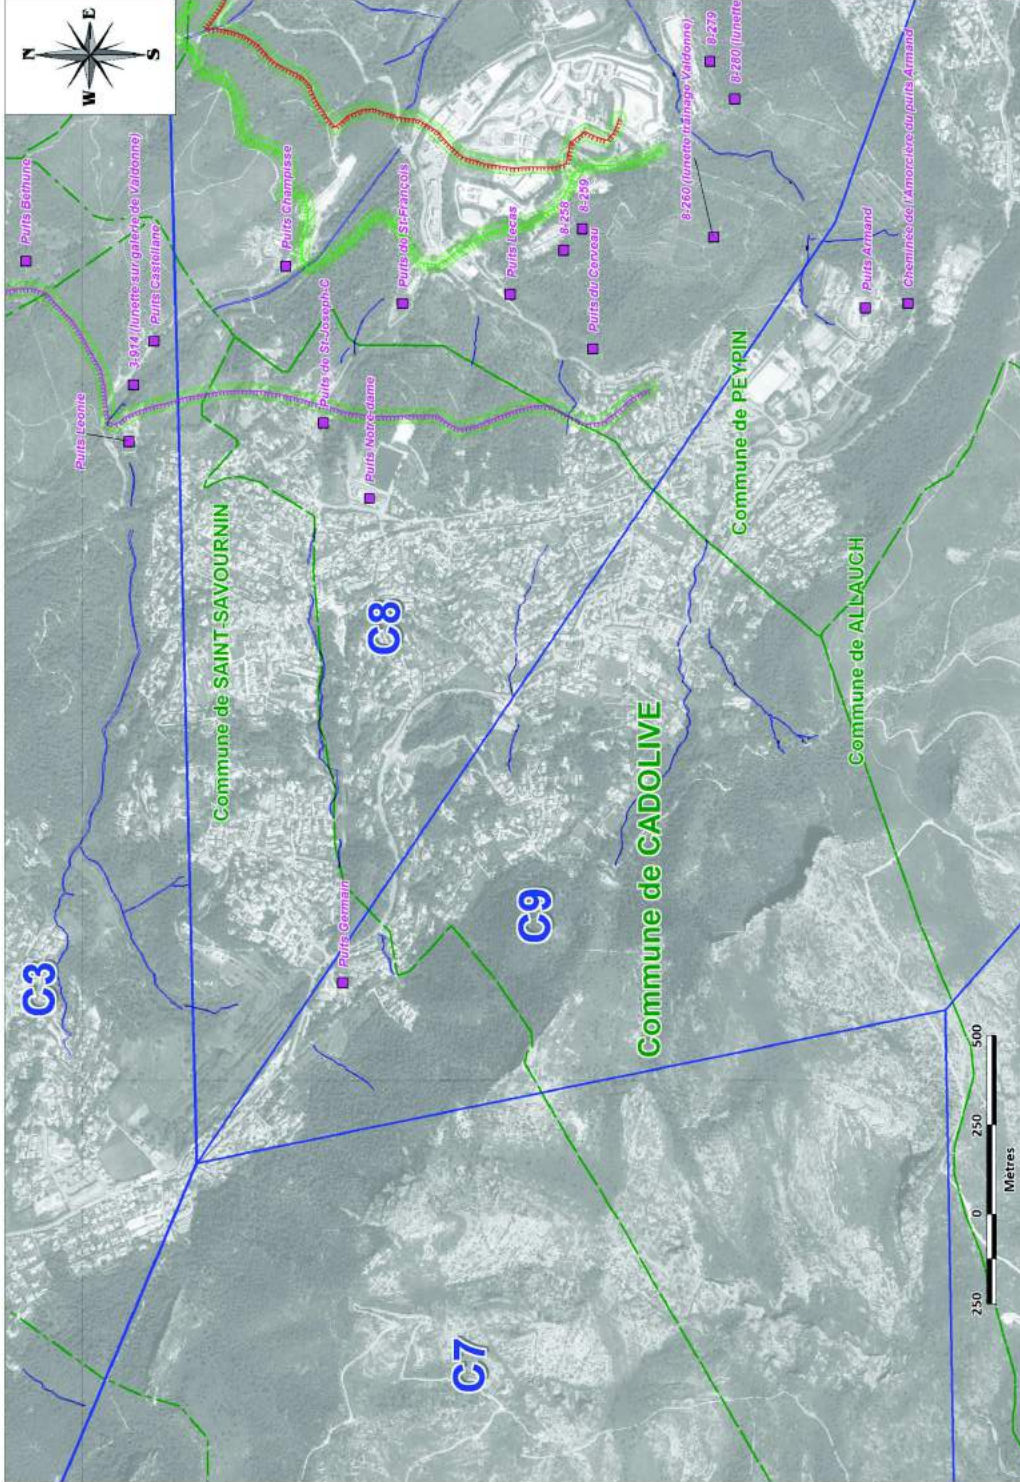 N
E
S
W
Puits Béthune
3-914 (lunette sur galerie de Valdonne)
Puits Castellane
Puits Léonie
Puits Champisse
Puits de St-Joseph-C
Puits de St-François
Puits Notre-dame
Puits Lecas
8-258
8-259
Puits du Cerveau
8-260 (lunette trainage Valdonne)
8-279
8-280 (lunette
Puits Armand
Cheminée de l'Amorcière du puits Armand
Puits Germain
Commune de SAINT-SAVOURNIN
Commune de PEYPIN
Commune de ALLAUCH
Commune de CADOLIVE
C3
C8
C9
C7
250 0 250 500
Mètres